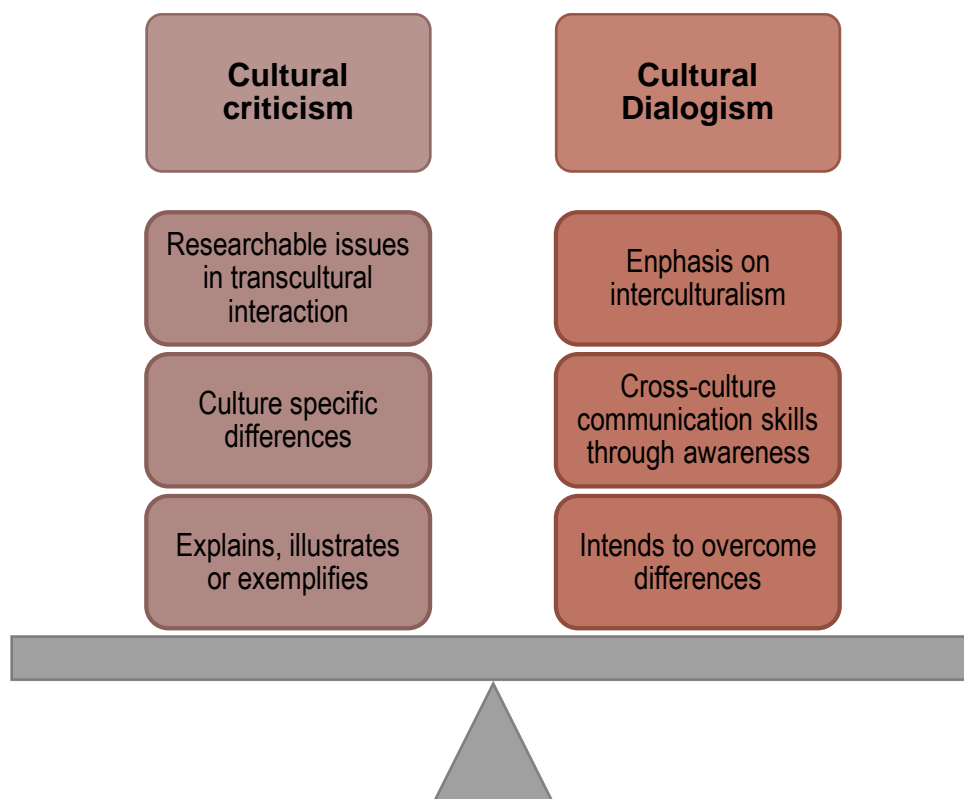 Cultural
criticism
Researchable issues
in transcultural
interaction
Culture specific
differences
Explains, illustrates
or exemplifies
Cultural
Dialogism
Enphasis on
interculturalism
Cross-culture
communication skills
through awareness
Intends to overcome
differences